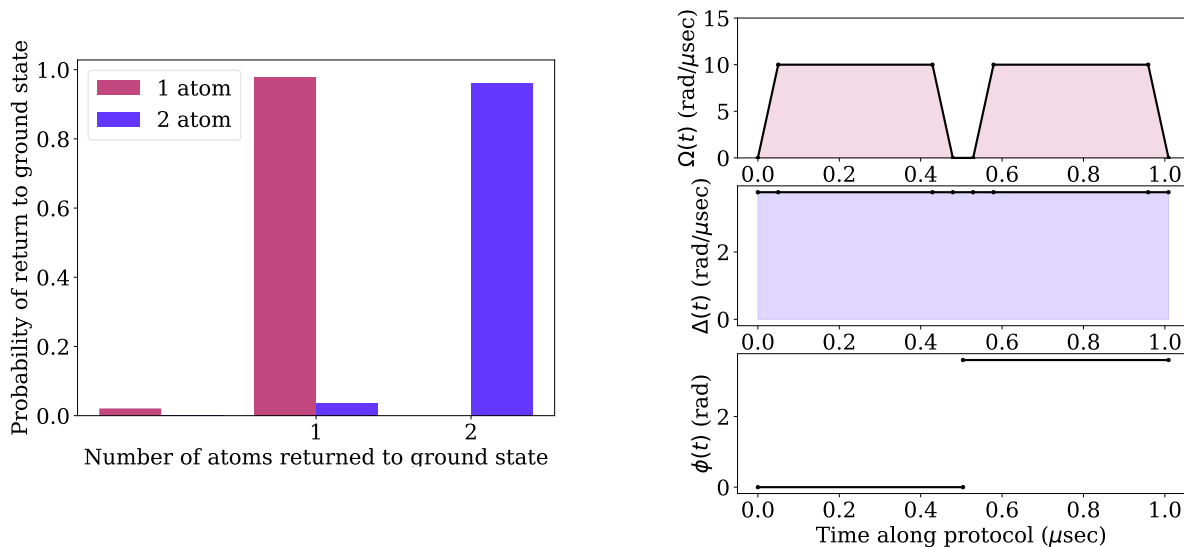 Probability of return to ground state
1.0
0.8
0.6
0.4
0.2
0.0
1 atom
2 atom
1
2
Number of atoms returned to ground state
Ω(t) (rad/μsec)
15
10
5
0
0.0 0.2 0.4 0.6 0.8 1.0
Δ(t) (rad/μsec)
2
0
0.0 0.2 0.4 0.6 0.8 1.0
ϕ(t) (rad)
2
0
0.0 0.2 0.4 0.6 0.8 1.0
Time along protocol (μsec)